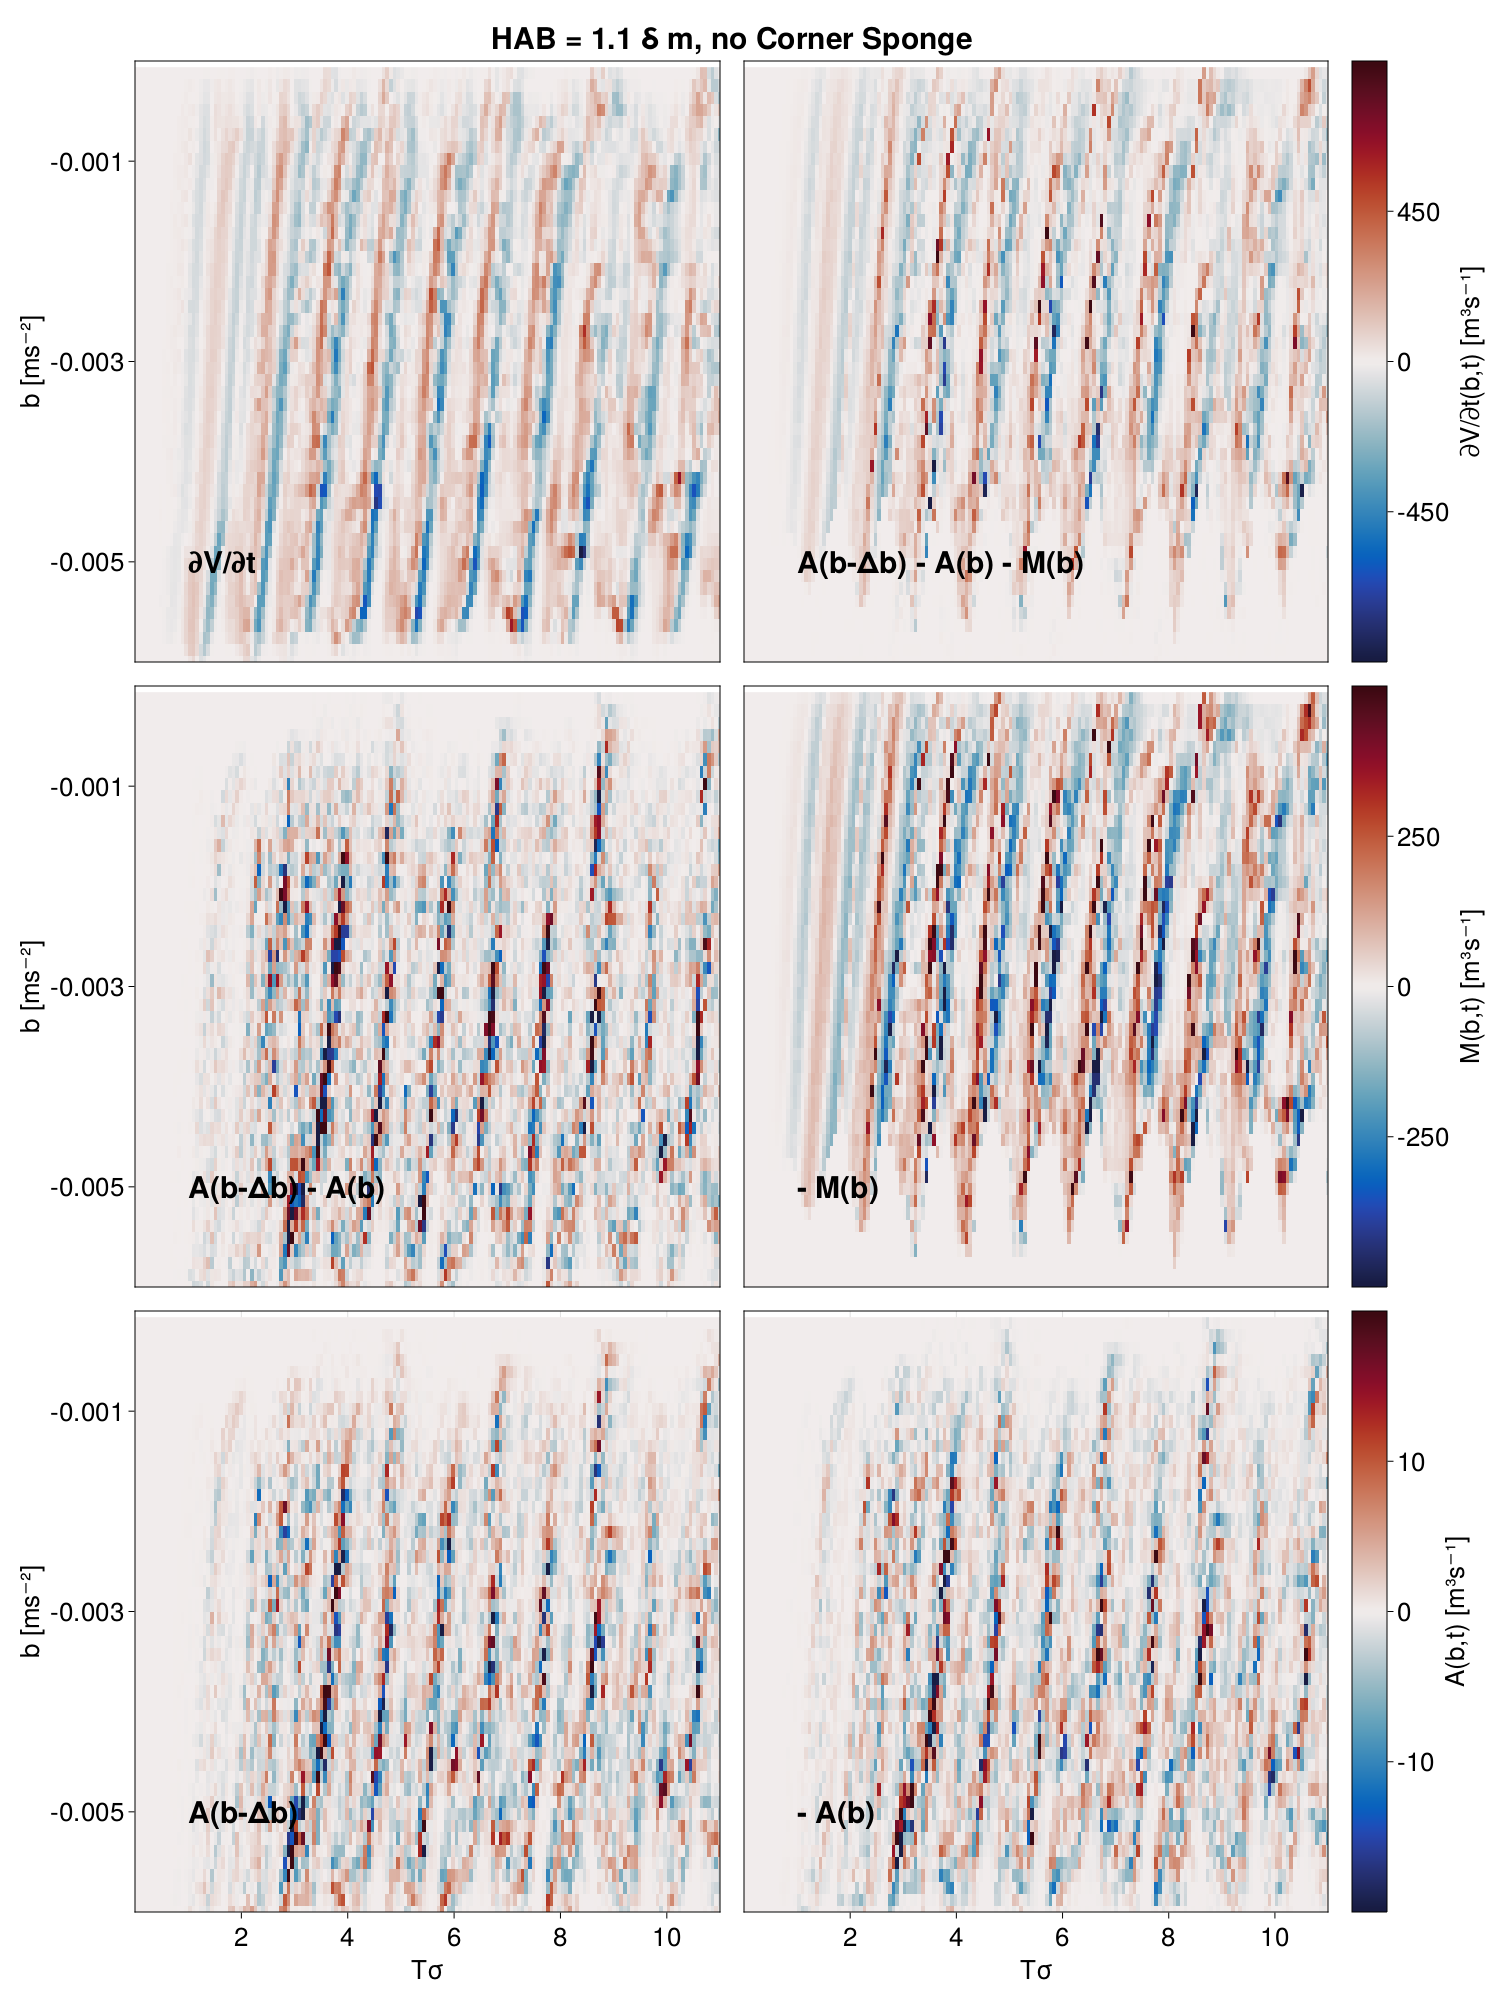 HAB = 1.1 δ m, no Corner Sponge
b [ms⁻²]
-0.001
-0.003
-0.005
∂V/∂t
A(b-Δb) - A(b) - M(b)
450
0
-450
∂V/∂t(b,t) [m³s⁻¹]
b [ms⁻²]
-0.001
-0.003
-0.005
A(b-Δb) - A(b)
- M(b)
250
0
-250
M(b,t) [m³s⁻¹]
b [ms⁻²]
-0.001
-0.003
-0.005
A(b-Δb)
- A(b)
10
0
-10
A(b,t) [m³s⁻¹]
2 4 6 8 10
2 4 6 8 10
Tσ
Tσ